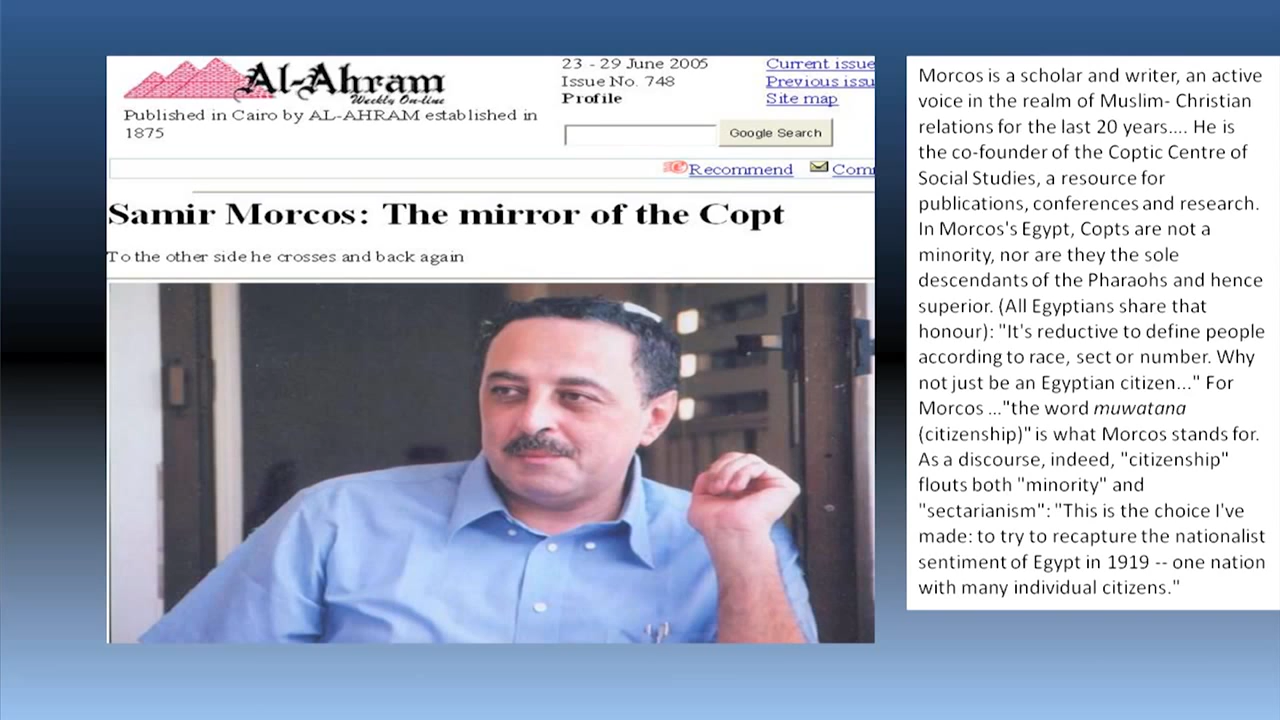 Al-Ahram
Weekly On-line
Published in Cairo by AL-AHRAM established in
1875
23 - 29 June 2005
Issue No. 748
Profile
Current issue
Previous issu
Site map
Google Search
Recommend
Com
Samir Morcos: The mirror of the Copt
To the other side he crosses and back again
Morcos is a scholar and writer, an active
voice in the realm of Muslim- Christian
relations for the last 20 years.... He is
the co-founder of the Coptic Centre of
Social Studies, a resource for
publications, conferences and research.
In Morcos's Egypt, Copts are not a
minority, nor are they the sole
descendants of the Pharaohs and hence
superior. (All Egyptians share that
honour): "It's reductive to define people
according to race, sect or number. Why
not just be an Egyptian citizen..." For
Morcos ..."the word muwatana
(citizenship)" is what Morcos stands for.
As a discourse, indeed, "citizenship"
flouts both "minority" and
"sectarianism": "This is the choice I've
made: to try to recapture the nationalist
sentiment of Egypt in 1919 -- one nation
with many individual citizens."